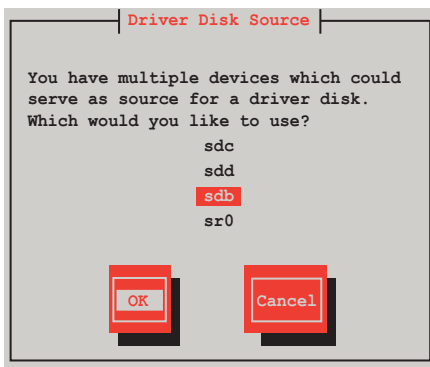 Driver Disk Source
You have multiple devices which could
serve as source for a driver disk.
Which would you like to use?
sdc
sdd
sdb
sr0
OK
Cancel